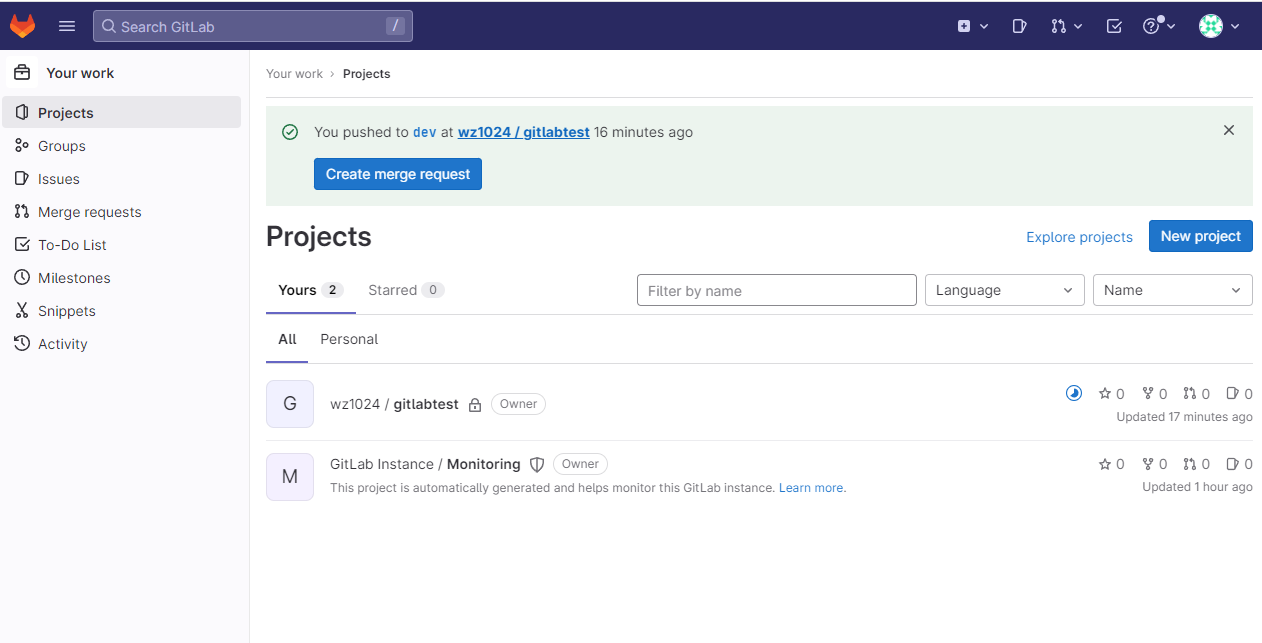 Search GitLab /
Your work
Projects
Groups
Issues
Merge requests
To-Do List
Milestones
Snippets
Activity
Your work › Projects
You pushed to dev at wz1024 / gitlabtest 16 minutes ago
Create merge request
Projects
Explore projects
New project
Yours 2 Starred 0
Filter by name
Language
Name
All Personal
G
wz1024 / gitlabtest Owner
0 0 0 0
Updated 17 minutes ago
M
GitLab Instance / Monitoring Owner
0 0 0 0
This project is automatically generated and helps monitor this GitLab instance. Learn more.
Updated 1 hour ago